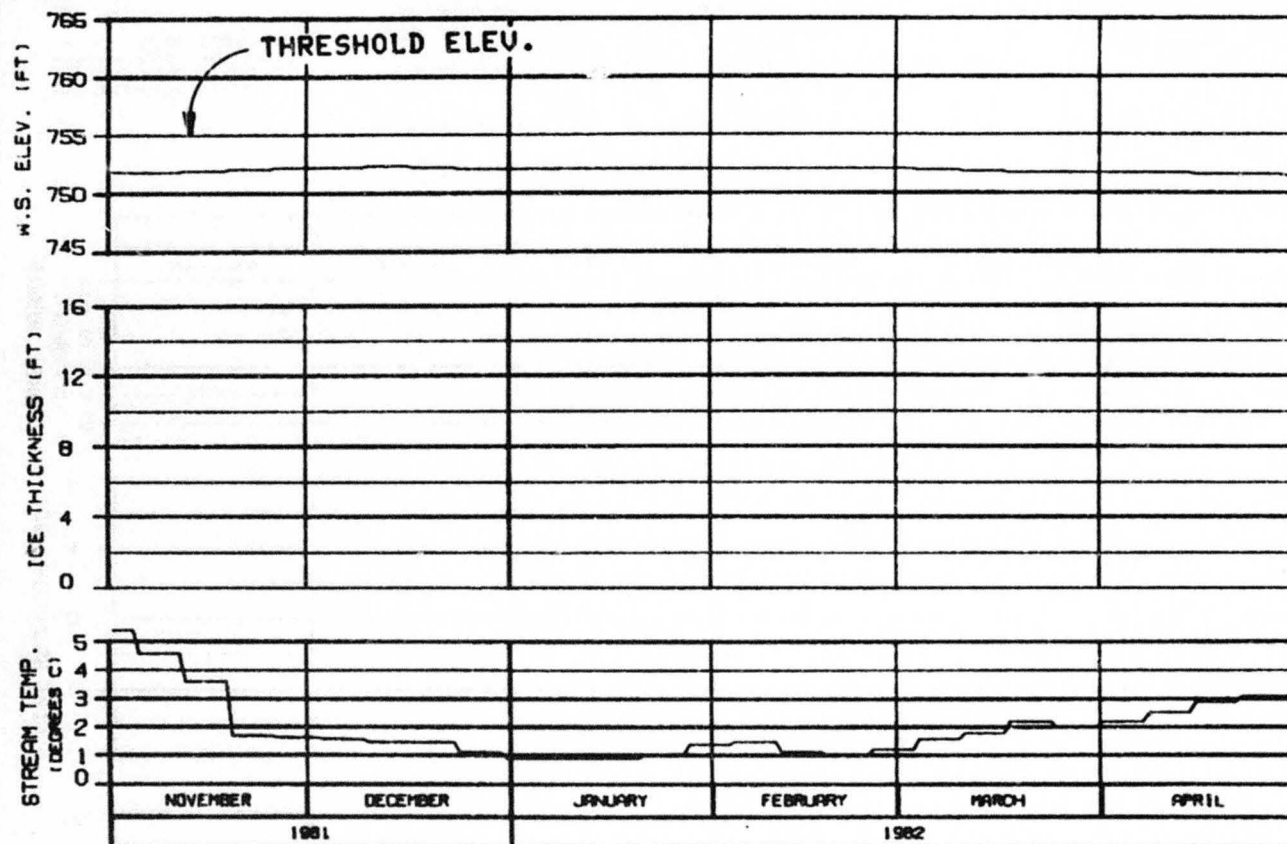 765
THRESHOLD ELEV.
760
755
750
745
W.S. ELEV. (FT)
16
12
8
4
0
ICE THICKNESS (FT)
5
4
3
2
1
0
STREAM TEMP.
(DEGREES C)
NOVEMBER DECEMBER JANUARY FEBRUARY MARCH APRIL
1981 1982